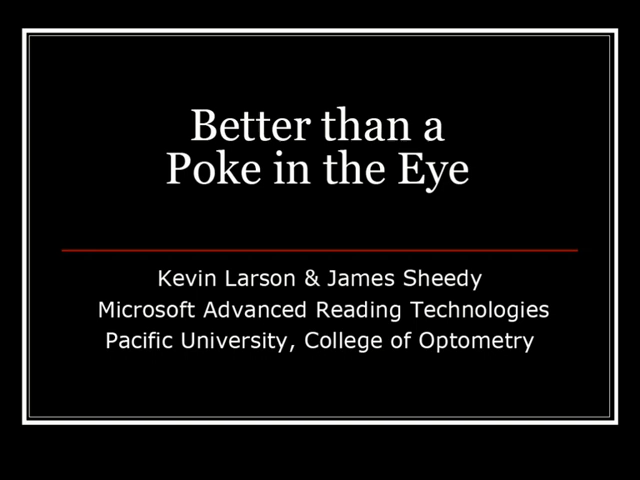 Better than a
Poke in the Eye
Kevin Larson & James Sheedy
Microsoft Advanced Reading Technologies
Pacific University, College of Optometry